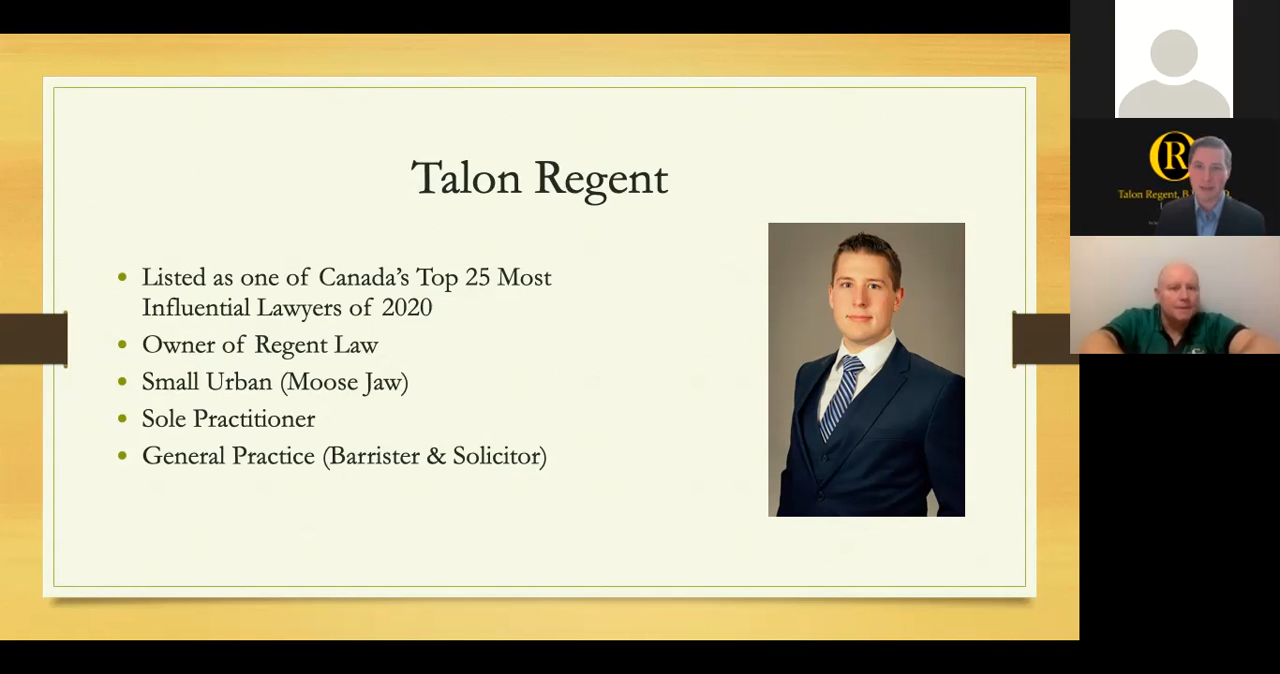 Talon Regent
• Listed as one of Canada's Top 25 Most
Influential Lawyers of 2020
• Owner of Regent Law
• Small Urban (Moose Jaw)
• Sole Practitioner
• General Practice (Barrister & Solicitor)
R
Talon Regent, B.